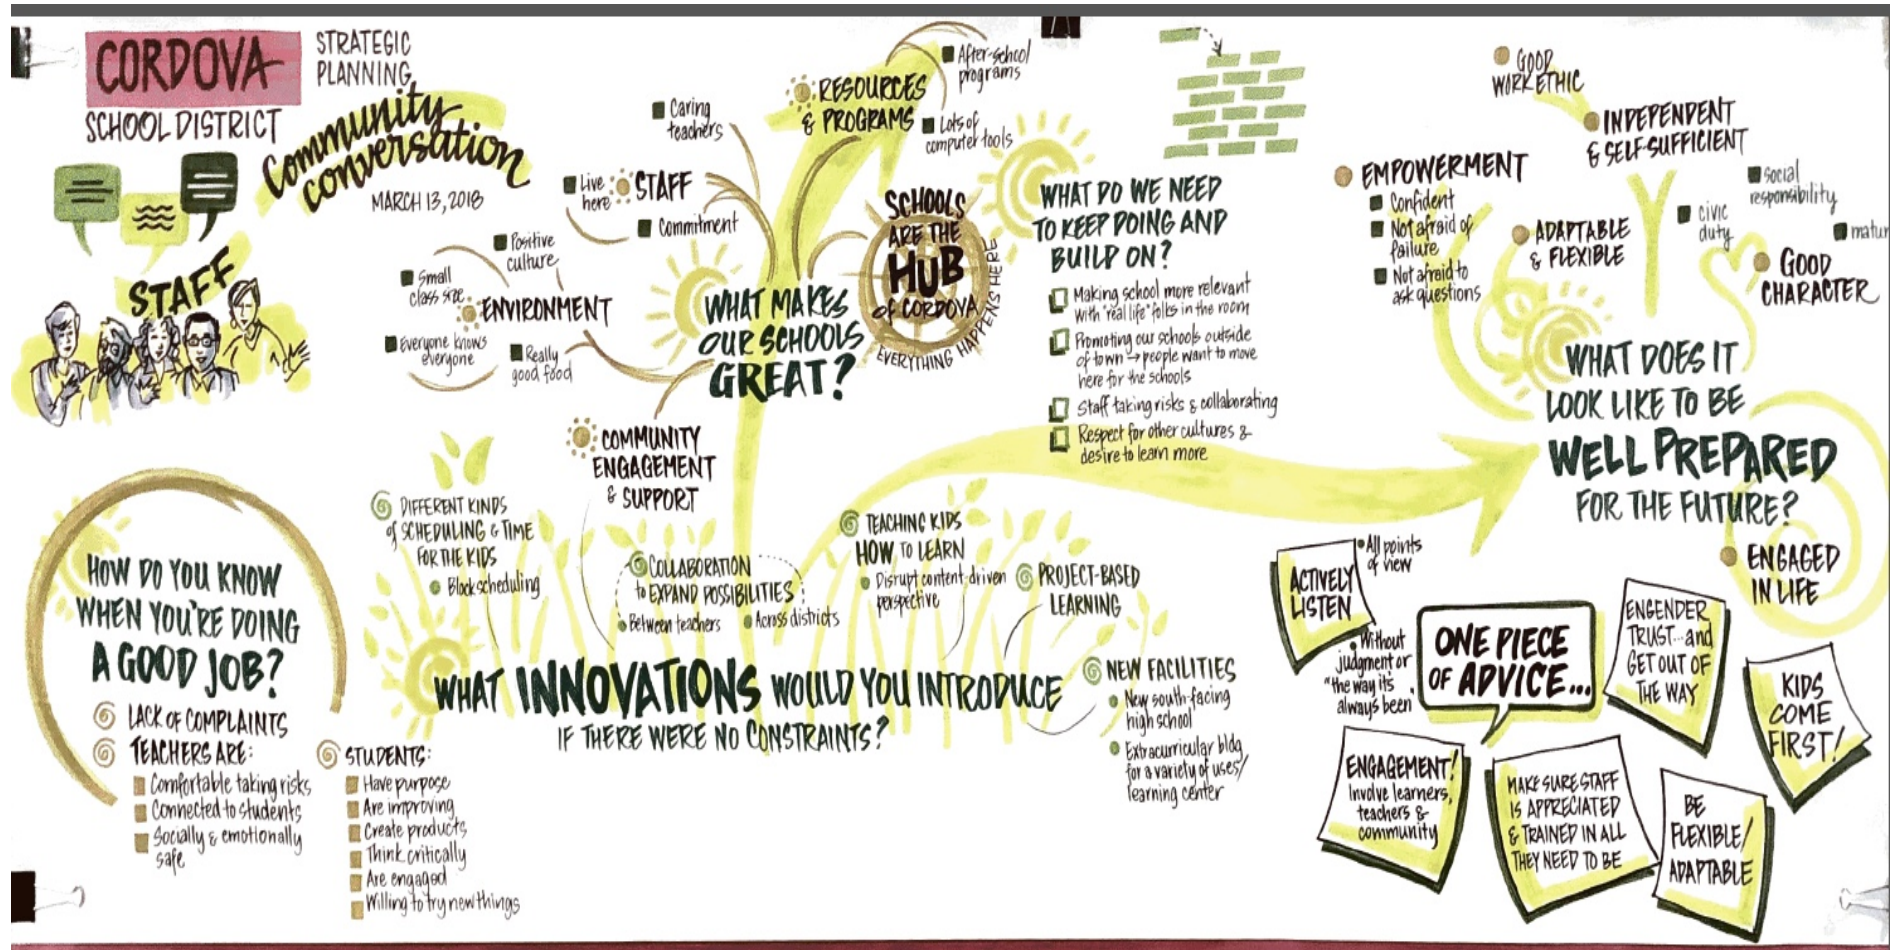 CORDOVA
SCHOOL DISTRICT
STRATEGIC
PLANNING
Community
conversation
MARCH 13, 2018
STAFF
WHAT MAKES
OUR SCHOOLS
GREAT?
RESOURCES
& PROGRAMS
After-school
programs
Lots of
computer tools
STAFF
Caring
teachers
Live
here
Commitment
ENVIRONMENT
Positive
culture
Small
class size
Everyone knows
everyone
Really
good food
COMMUNITY
ENGAGEMENT
& SUPPORT
SCHOOLS
ARE THE
HUB
of CORDOVA
EVERYTHING HAPPENS HERE
WHAT DO WE NEED
TO KEEP DOING AND
BUILD ON?
Making school more relevant
with "real life" folks in the room
Promoting our schools outside
of town → people want to move
here for the schools
Staff taking risks & collaborating
Respect for other cultures &
desire to learn more
GOOD
WORK ETHIC
INDEPENDENT
& SELF-SUFFICIENT
EMPOWERMENT
Confident
Not afraid of
failure
Not afraid to
ask questions
ADAPTABLE
& FLEXIBLE
Social
responsibility
civic
duty
matur
GOOD
CHARACTER
WHAT DOES IT
LOOK LIKE TO BE
WELL PREPARED
FOR THE FUTURE?
ENGAGED
IN LIFE
HOW DO YOU KNOW
WHEN YOU'RE DOING
A GOOD JOB?
LACK OF COMPLAINTS
TEACHERS ARE:
Comfortable taking risks
Connected to students
Socially & emotionally
safe
STUDENTS:
Have purpose
Are improving
Create products
Think critically
Are engaged
Willing to try new things
DIFFERENT KINDS
of SCHEDULING & TIME
FOR THE KIDS
Block scheduling
COLLABORATION
to EXPAND POSSIBILITIES
Between teachers
Across districts
TEACHING KIDS
HOW TO LEARN
Disrupt content-driven
perspective
PROJECT-BASED
LEARNING
NEW FACILITIES
New south-facing
high school
Extracurricular bldg
for a variety of uses/
learning center
WHAT INNOVATIONS WOULD YOU INTRODUCE
IF THERE WERE NO CONSTRAINTS?
ONE PIECE
OF ADVICE...
ACTIVELY
LISTEN
All points
of view
Without
judgment or
"the way its
always been"
ENGENDER
TRUST...and
GET OUT OF
THE WAY
KIDS
COME
FIRST!
ENGAGEMENT!
Involve learners,
teachers &
community
MAKE SURE STAFF
IS APPRECIATED
& TRAINED IN ALL
THEY NEED TO BE
BE
FLEXIBLE/
ADAPTABLE